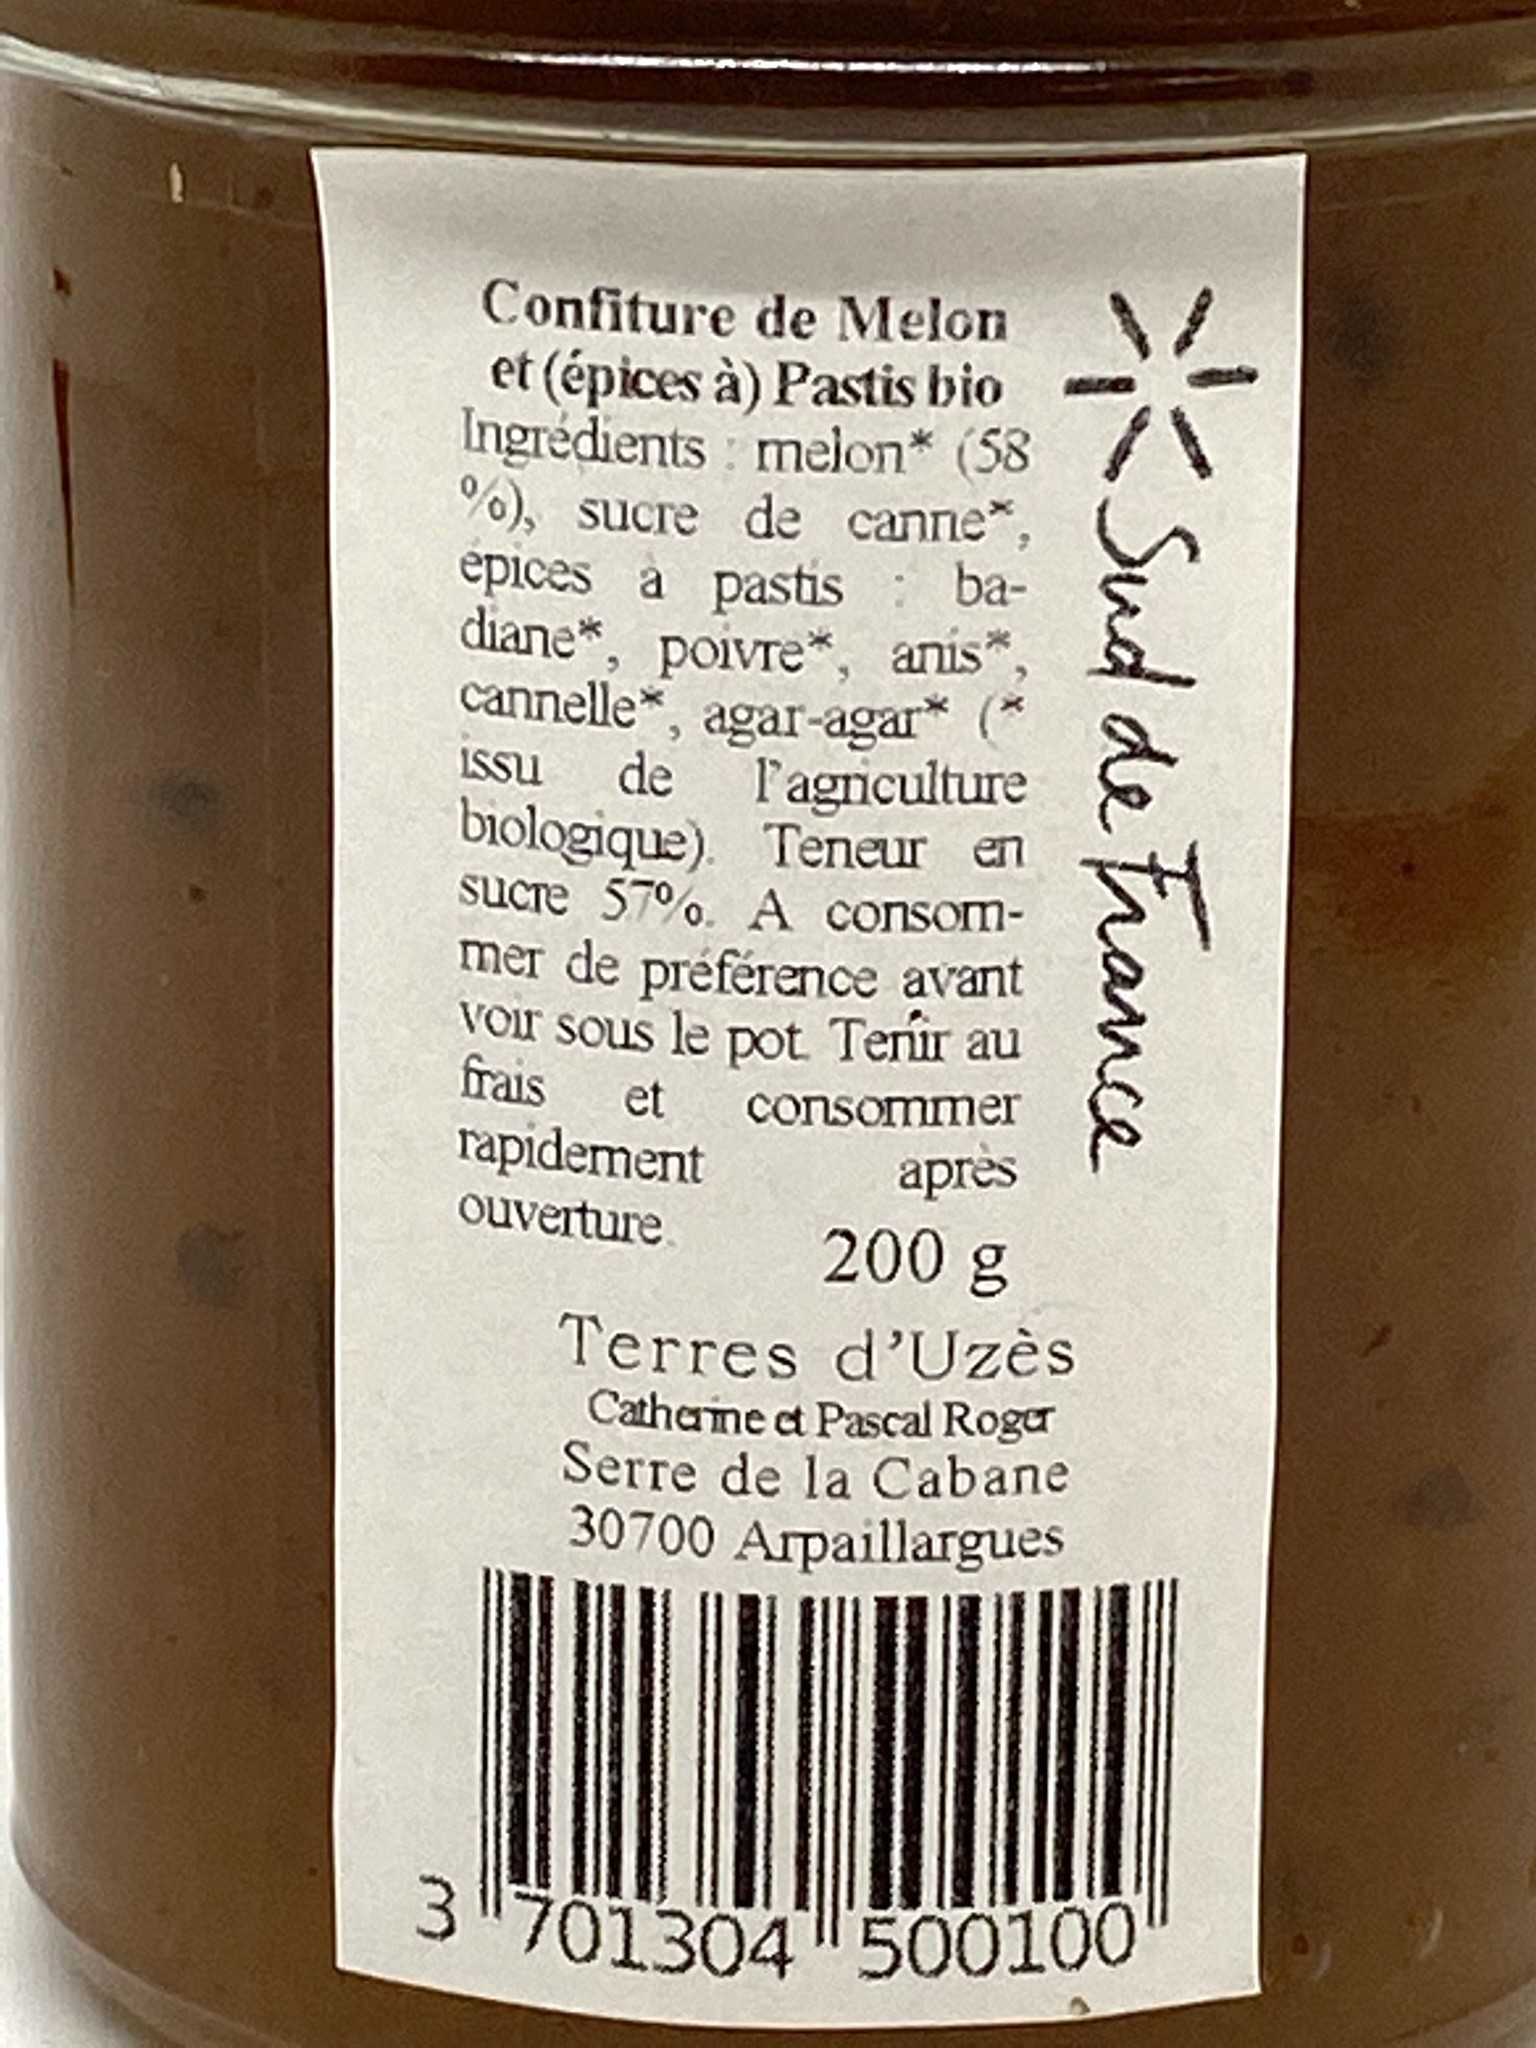 Confiture de Melon
et (épices à) Pastis bio
Ingrédients : melon* (58
%), sucre de canne*,
épices à pastis : ba-
diane*, poivre*, anis*,
cannelle*, agar-agar* (*
issu de l'agriculture
biologique). Teneur en
sucre 57%. A consom-
mer de préférence avant
voir sous le pot. Tenir au
frais et consommer
rapidement après
ouverture.
200 g
Sud de France
Terres d'Uzès
Catherine et Pascal Roger
Serre de la Cabane
30700 Arpaillargues
3 701304 500100